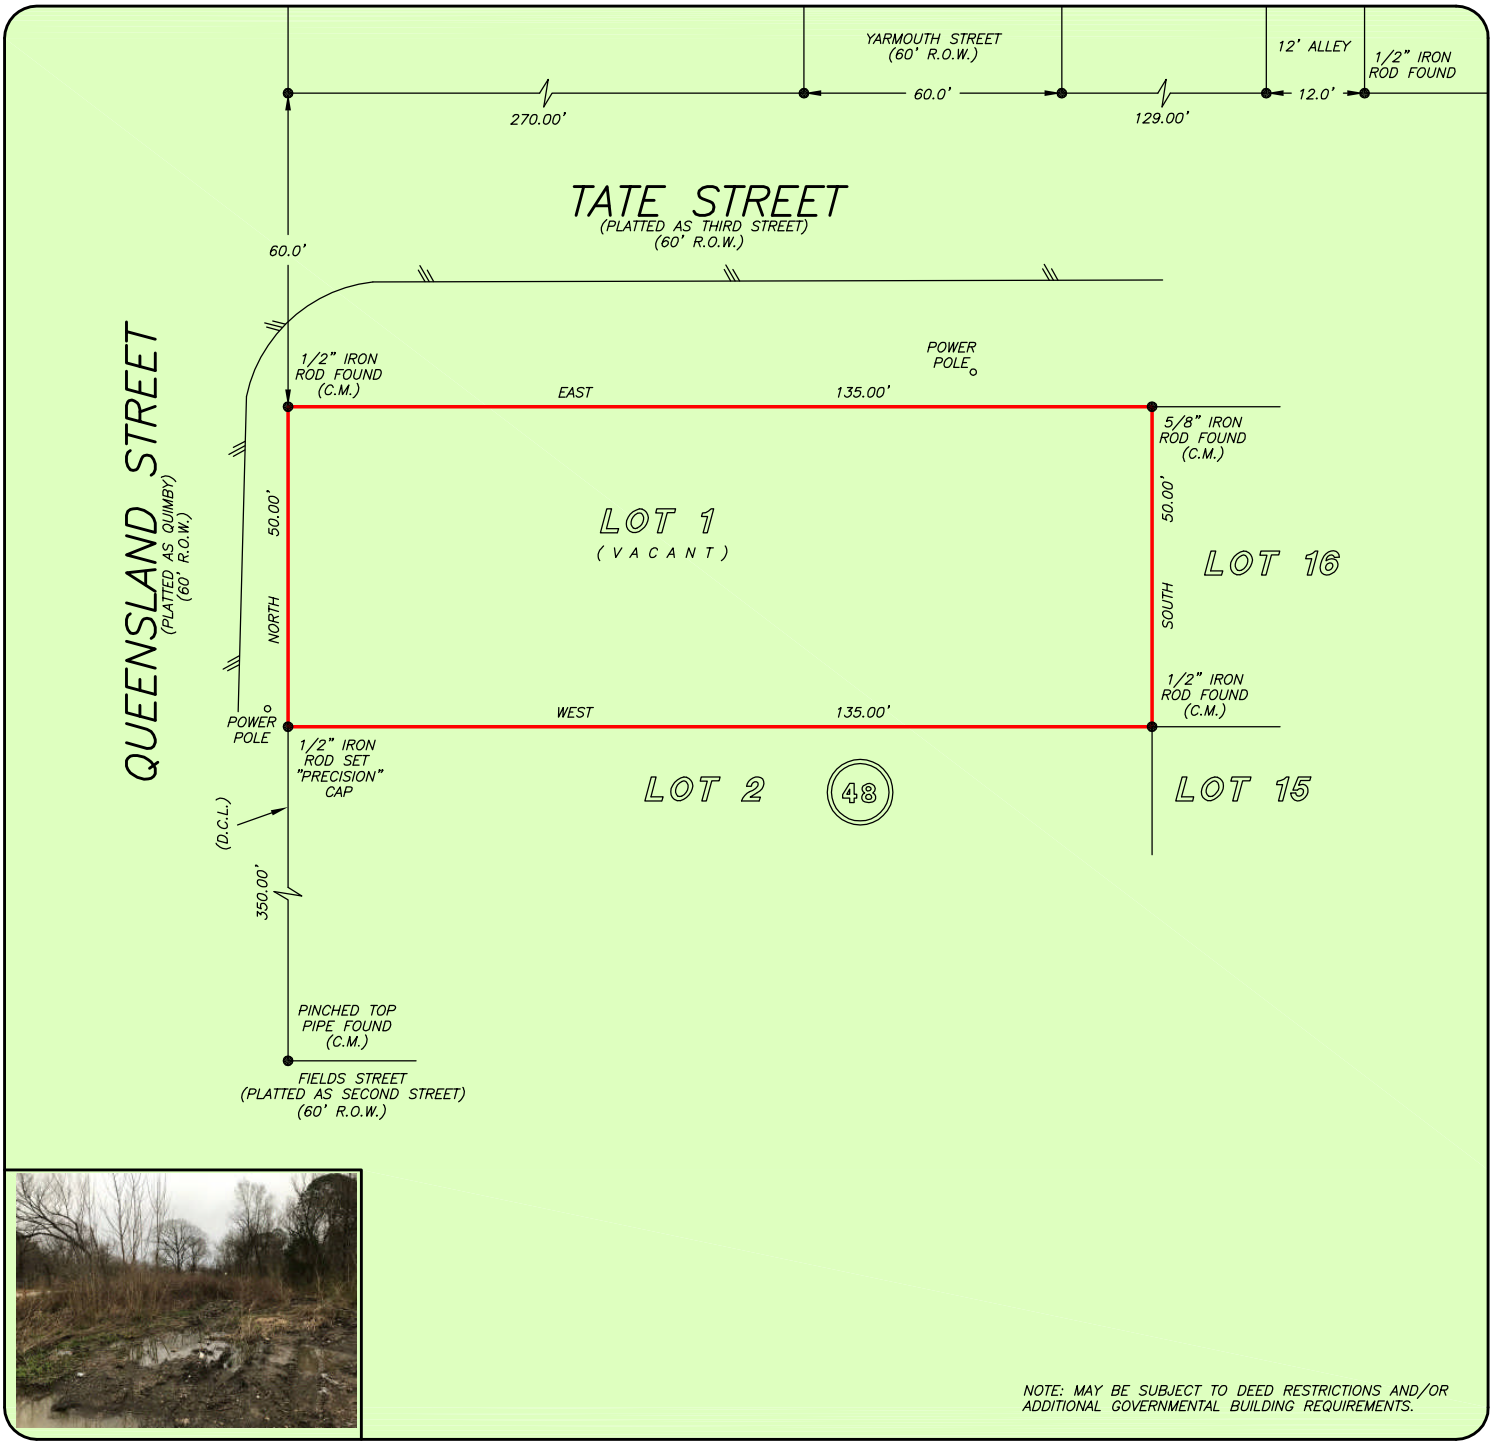 YARMOUTH STREET
(60' R.O.W.)
12' ALLEY
1/2" IRON
ROD FOUND
60.0'
12.0'
270.00'
129.00'
TATE STREET
(PLATTED AS THIRD STREET)
(60' R.O.W.)
60.0'
QUEENSLAND STREET
(PLATTED AS QUIMBY)
(60' R.O.W.)
1/2" IRON
ROD FOUND
(C.M.)
POWER
POLE
EAST
135.00'
5/8" IRON
ROD FOUND
(C.M.)
50.00'
NORTH
LOT 1
(VACANT)
50.00'
SOUTH
LOT 16
1/2" IRON
ROD FOUND
(C.M.)
WEST
135.00'
POWER
POLE
1/2" IRON
ROD SET
"PRECISION"
CAP
LOT 2
48
LOT 15
(D.C.L.)
350.00'
PINCHED TOP
PIPE FOUND
(C.M.)
FIELDS STREET
(PLATTED AS SECOND STREET)
(60' R.O.W.)
NOTE: MAY BE SUBJECT TO DEED RESTRICTIONS AND/OR
ADDITIONAL GOVERNMENTAL BUILDING REQUIREMENTS.